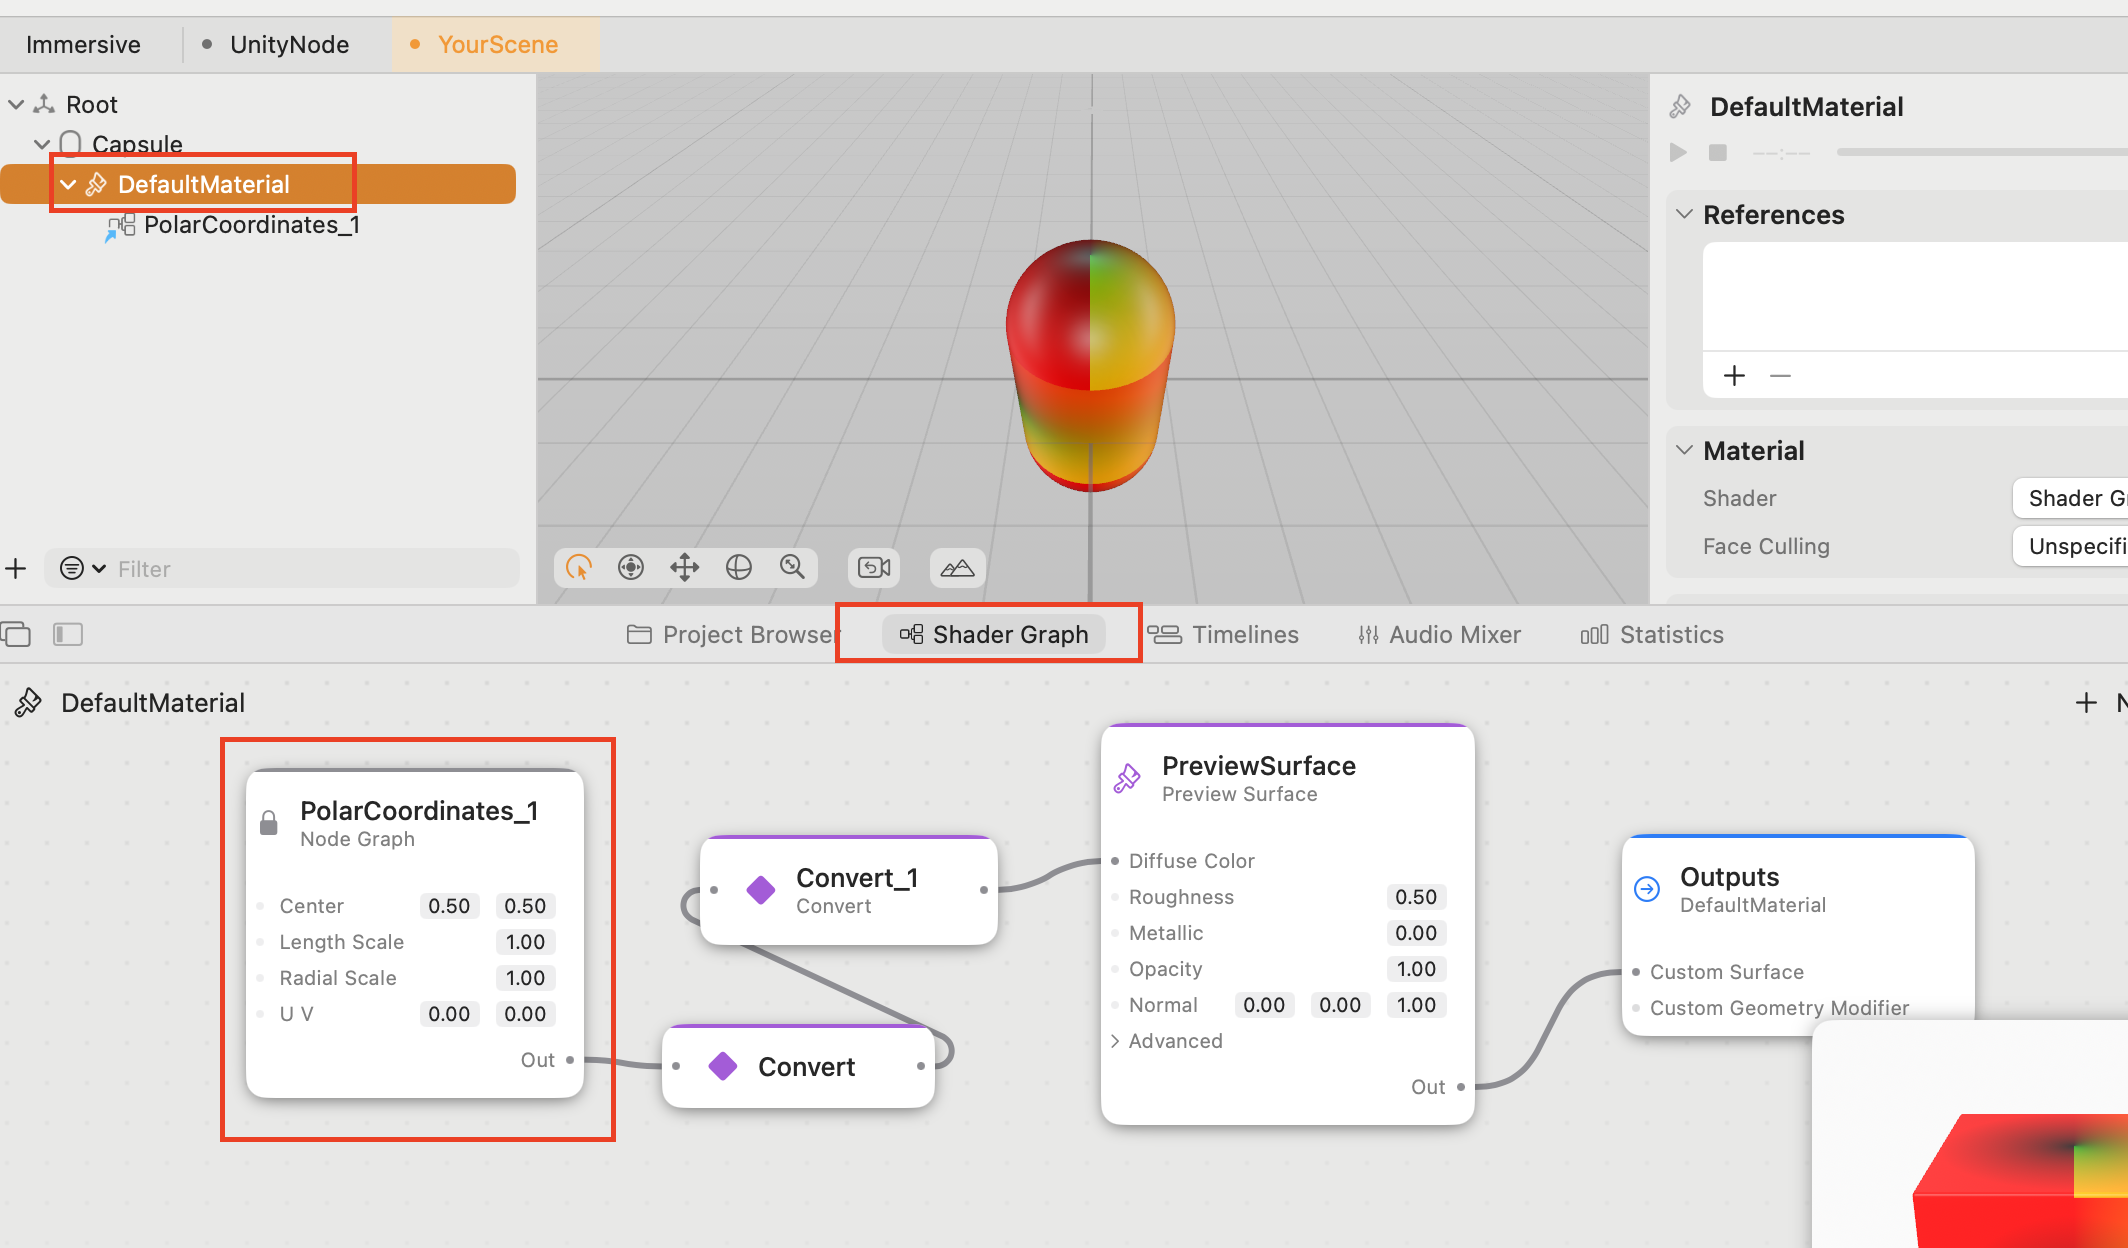 Immersive
UnityNode
YourScene
Root
Capsule
DefaultMaterial
PolarCoordinates_1
Filter
DefaultMaterial
--:--
References
Material
Shader
Face Culling
Project Browser
Shader Graph
Timelines
Audio Mixer
Statistics
DefaultMaterial
PolarCoordinates_1
Node Graph
Center 0.50 0.50
Length Scale 1.00
Radial Scale 1.00
U V 0.00 0.00
Out
Convert_1
Convert
Convert
PreviewSurface
Preview Surface
Diffuse Color
Roughness 0.50
Metallic 0.00
Opacity 1.00
Normal 0.00 0.00 1.00
Advanced
Out
Outputs
DefaultMaterial
Custom Surface
Custom Geometry Modifier